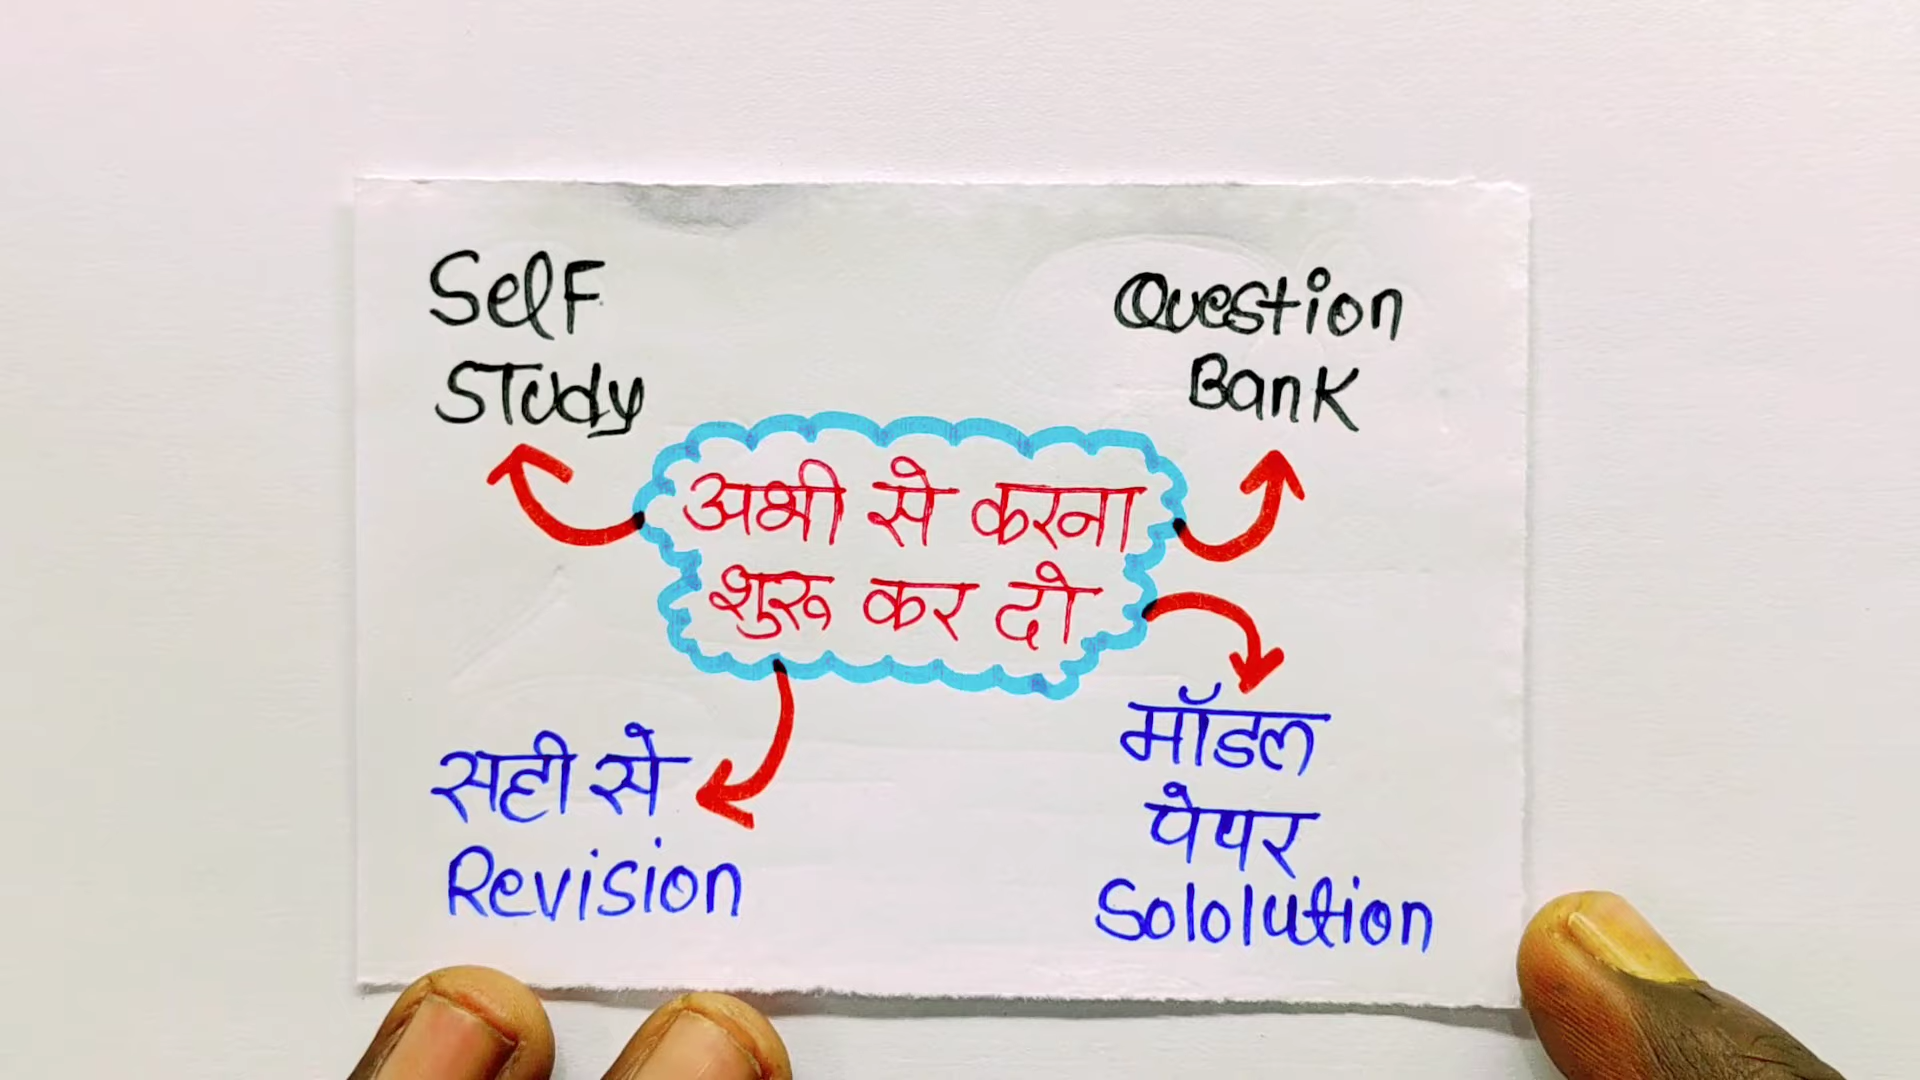 Self
Study
Question
Bank
अभी से करना
शुरू कर दो
सही से
Revision
मॉडल
पेपर
Sololution